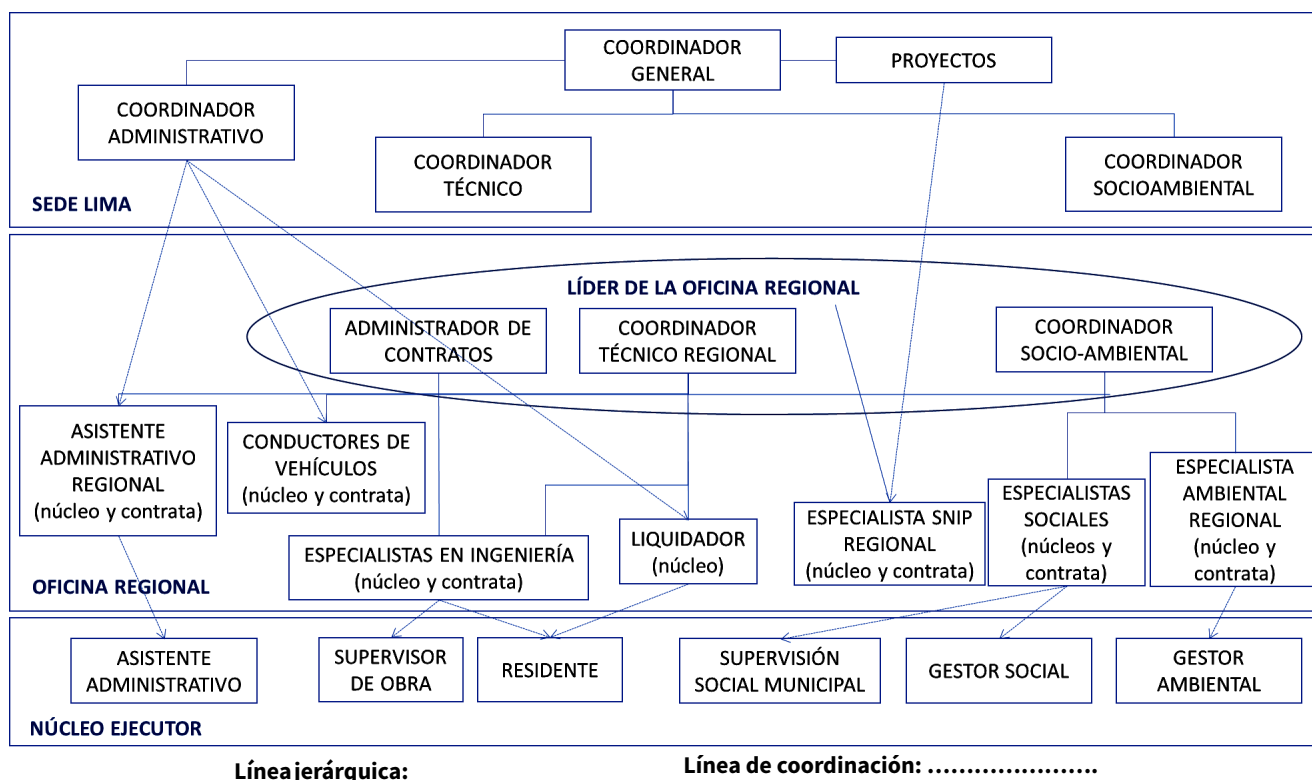 COORDINADOR
GENERAL
PROYECTOS
COORDINADOR
ADMINISTRATIVO
COORDINADOR
TÉCNICO
COORDINADOR
SOCIOAMBIENTAL
SEDE LIMA
LÍDER DE LA OFICINA REGIONAL
ADMINISTRADOR DE
CONTRATOS
COORDINADOR
TÉCNICO REGIONAL
COORDINADOR
SOCIO-AMBIENTAL
ASISTENTE
ADMINISTRATIVO
REGIONAL
(núcleo y contrata)
CONDUCTORES DE
VEHÍCULOS
(núcleo y contrata)
ESPECIALISTAS EN INGENIERÍA
(núcleo y contrata)
LIQUIDADOR
(núcleo)
ESPECIALISTA SNIP
REGIONAL
(núcleo y contrata)
ESPECIALISTAS
SOCIALES
(núcleos y
contrata)
ESPECIALISTA
AMBIENTAL
REGIONAL
(núcleo y
contrata)
OFICINA REGIONAL
ASISTENTE
ADMINISTRATIVO
SUPERVISOR
DE OBRA
RESIDENTE
SUPERVISIÓN
SOCIAL MUNICIPAL
GESTOR SOCIAL
GESTOR
AMBIENTAL
NÚCLEO EJECUTOR
Línea jerárquica:
Línea de coordinación: ......................